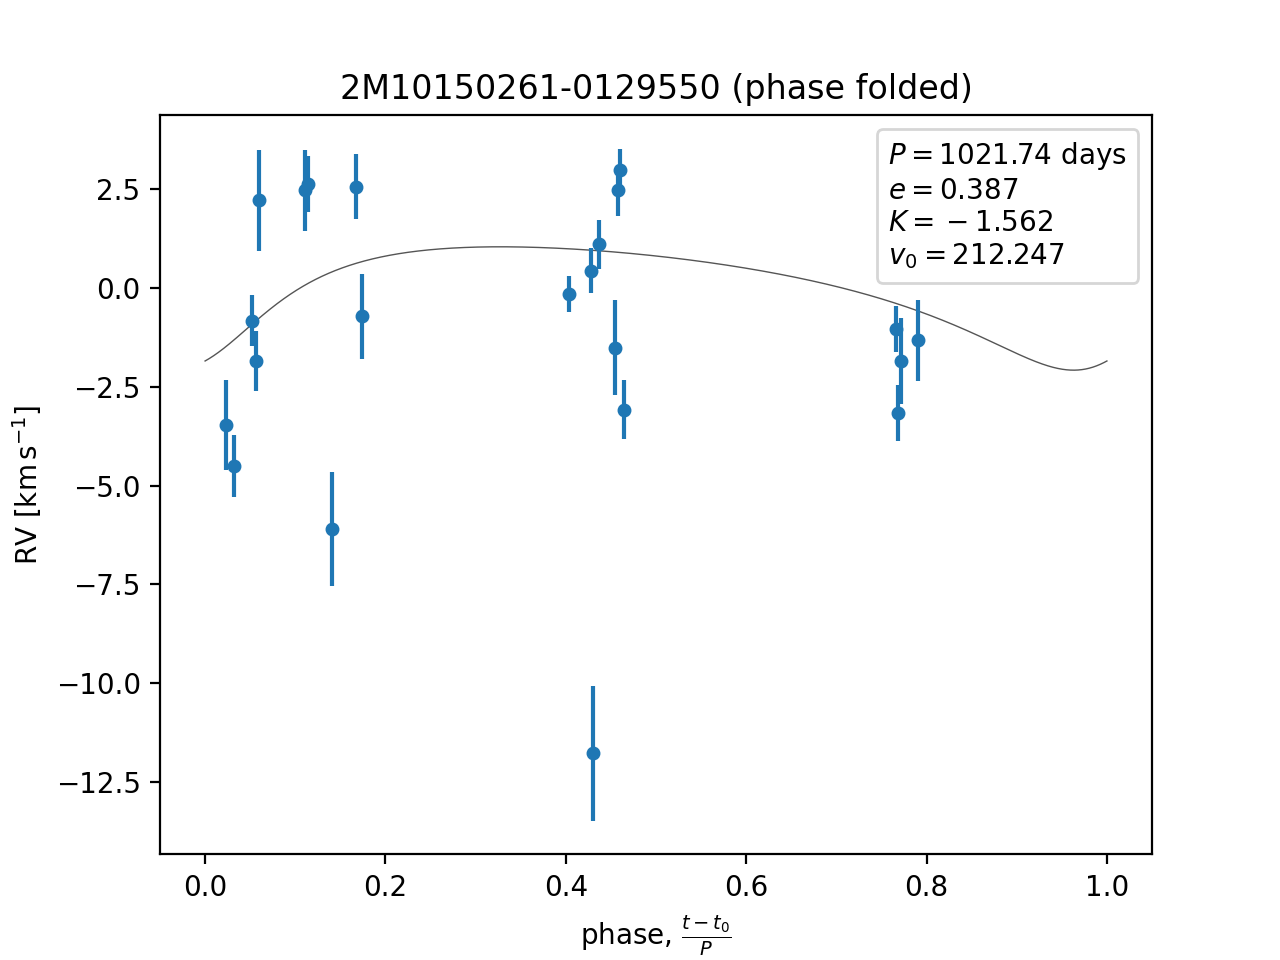 2M10150261-0129550 (phase folded)
P = 1021.74 days
e = 0.387
K = −1.562
v₀ = 212.247
2.5
0.0
−2.5
−5.0
−7.5
−10.0
−12.5
RV [km s⁻¹]
0.0 0.2 0.4 0.6 0.8 1.0
phase, (t − t₀)/P